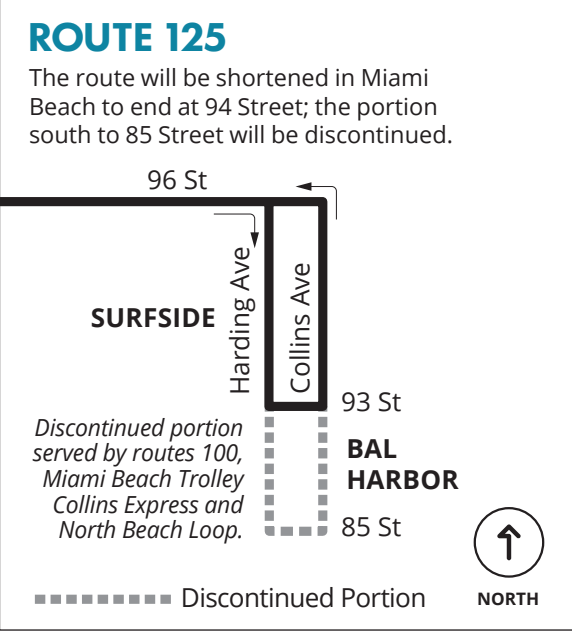 ROUTE 125
The route will be shortened in Miami
Beach to end at 94 Street; the portion
south to 85 Street will be discontinued.
96 St
SURFSIDE
Harding Ave
Collins Ave
93 St
Discontinued portion
served by routes 100,
Miami Beach Trolley
Collins Express and
North Beach Loop.
BAL
HARBOR
85 St
Discontinued Portion
NORTH